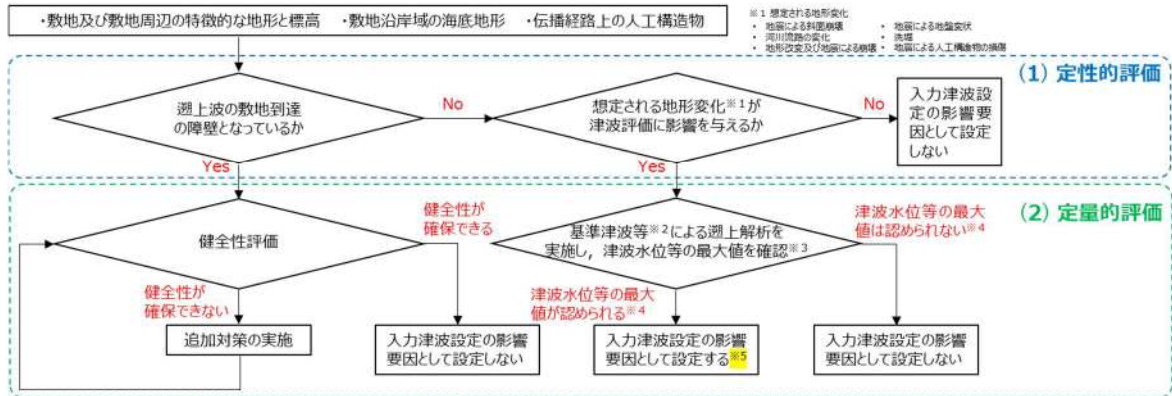 ・敷地及び敷地周辺の特徴的な地形と標高　・敷地沿岸域の海底地形　・伝播経路上の人工構造物
※1 想定される地形変化
・ 地震による斜面崩壊　・ 地震による地盤変状
・ 河川流路の変化　・ 洗掘
・ 地形改変及び地震による崩壊　・ 地震による人工構造物の損傷
(1) 定性的評価
遡上波の敷地到達
の障壁となっているか
No
想定される地形変化※1が
津波評価に影響を与えるか
No
入力津波設
定の影響要
因として設定
しない
Yes
Yes
(2) 定量的評価
健全性評価
健全性が
確保できる
基準津波等※2による遡上解析を
実施し，津波水位等の最大値を確認※3
津波水位等の最大
値は認められない※4
健全性が
確保できない
津波水位等の最大
値が認められる※4
追加対策の実施
入力津波設定の影響
要因として設定しない
入力津波設定の影響
要因として設定する※5
入力津波設定の影響
要因として設定しない